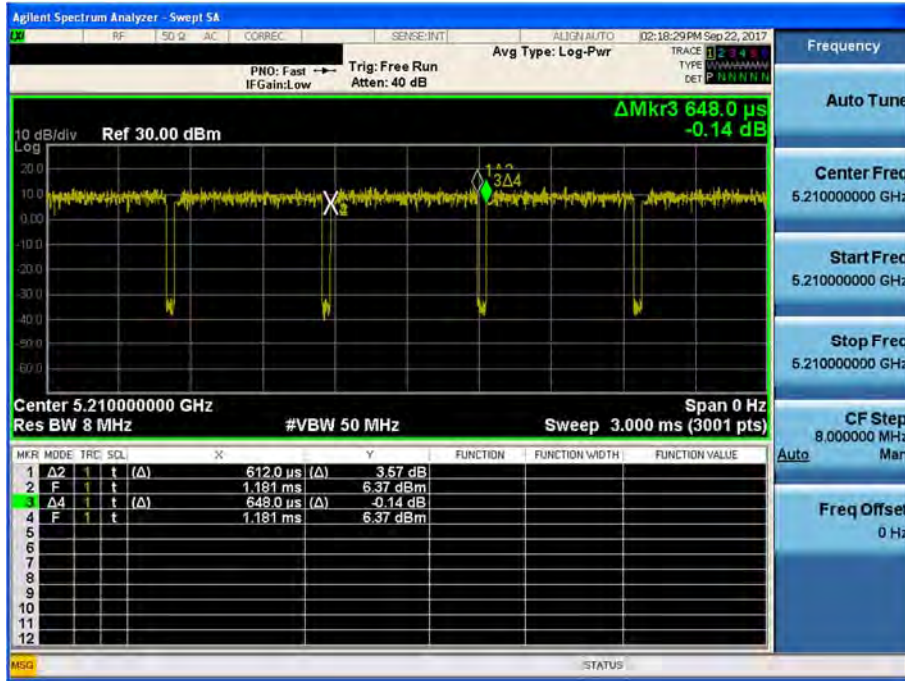 Agilent Spectrum Analyzer - Swept SA
RF 50 Ω AC CORREC SENSE:INT ALIGN AUTO 02:18:29 PM Sep 22, 2017
Frequency
Avg Type: Log-Pwr
TRACE 1 2 3 4 5 6
TYPE
DET P N N N N N
PNO: Fast
IFGain:Low
Trig: Free Run
Atten: 40 dB
Auto Tune
ΔMkr3 648.0 µs
-0.14 dB
10 dB/div Ref 30.00 dBm
Log
20.0
10.0
0.00
-10.0
-20.0
-30.0
-40.0
-50.0
-60.0
3Δ4
Center Freq
5.210000000 GHz
Start Freq
5.210000000 GHz
Stop Freq
5.210000000 GHz
Center 5.210000000 GHz Span 0 Hz
Res BW 8 MHz #VBW 50 MHz Sweep 3.000 ms (3001 pts)
CF Step
8.000000 MHz
Auto Man
Freq Offset
0 Hz
MKR MODE TRC SCL X Y FUNCTION FUNCTION WIDTH FUNCTION VALUE
1 Δ2 1 t (Δ) 612.0 µs (Δ) 3.57 dB
2 F 1 t 1.181 ms 6.37 dBm
3 Δ4 1 t (Δ) 648.0 µs (Δ) -0.14 dB
4 F 1 t 1.181 ms 6.37 dBm
5
6
7
8
9
10
11
12
MSG STATUS